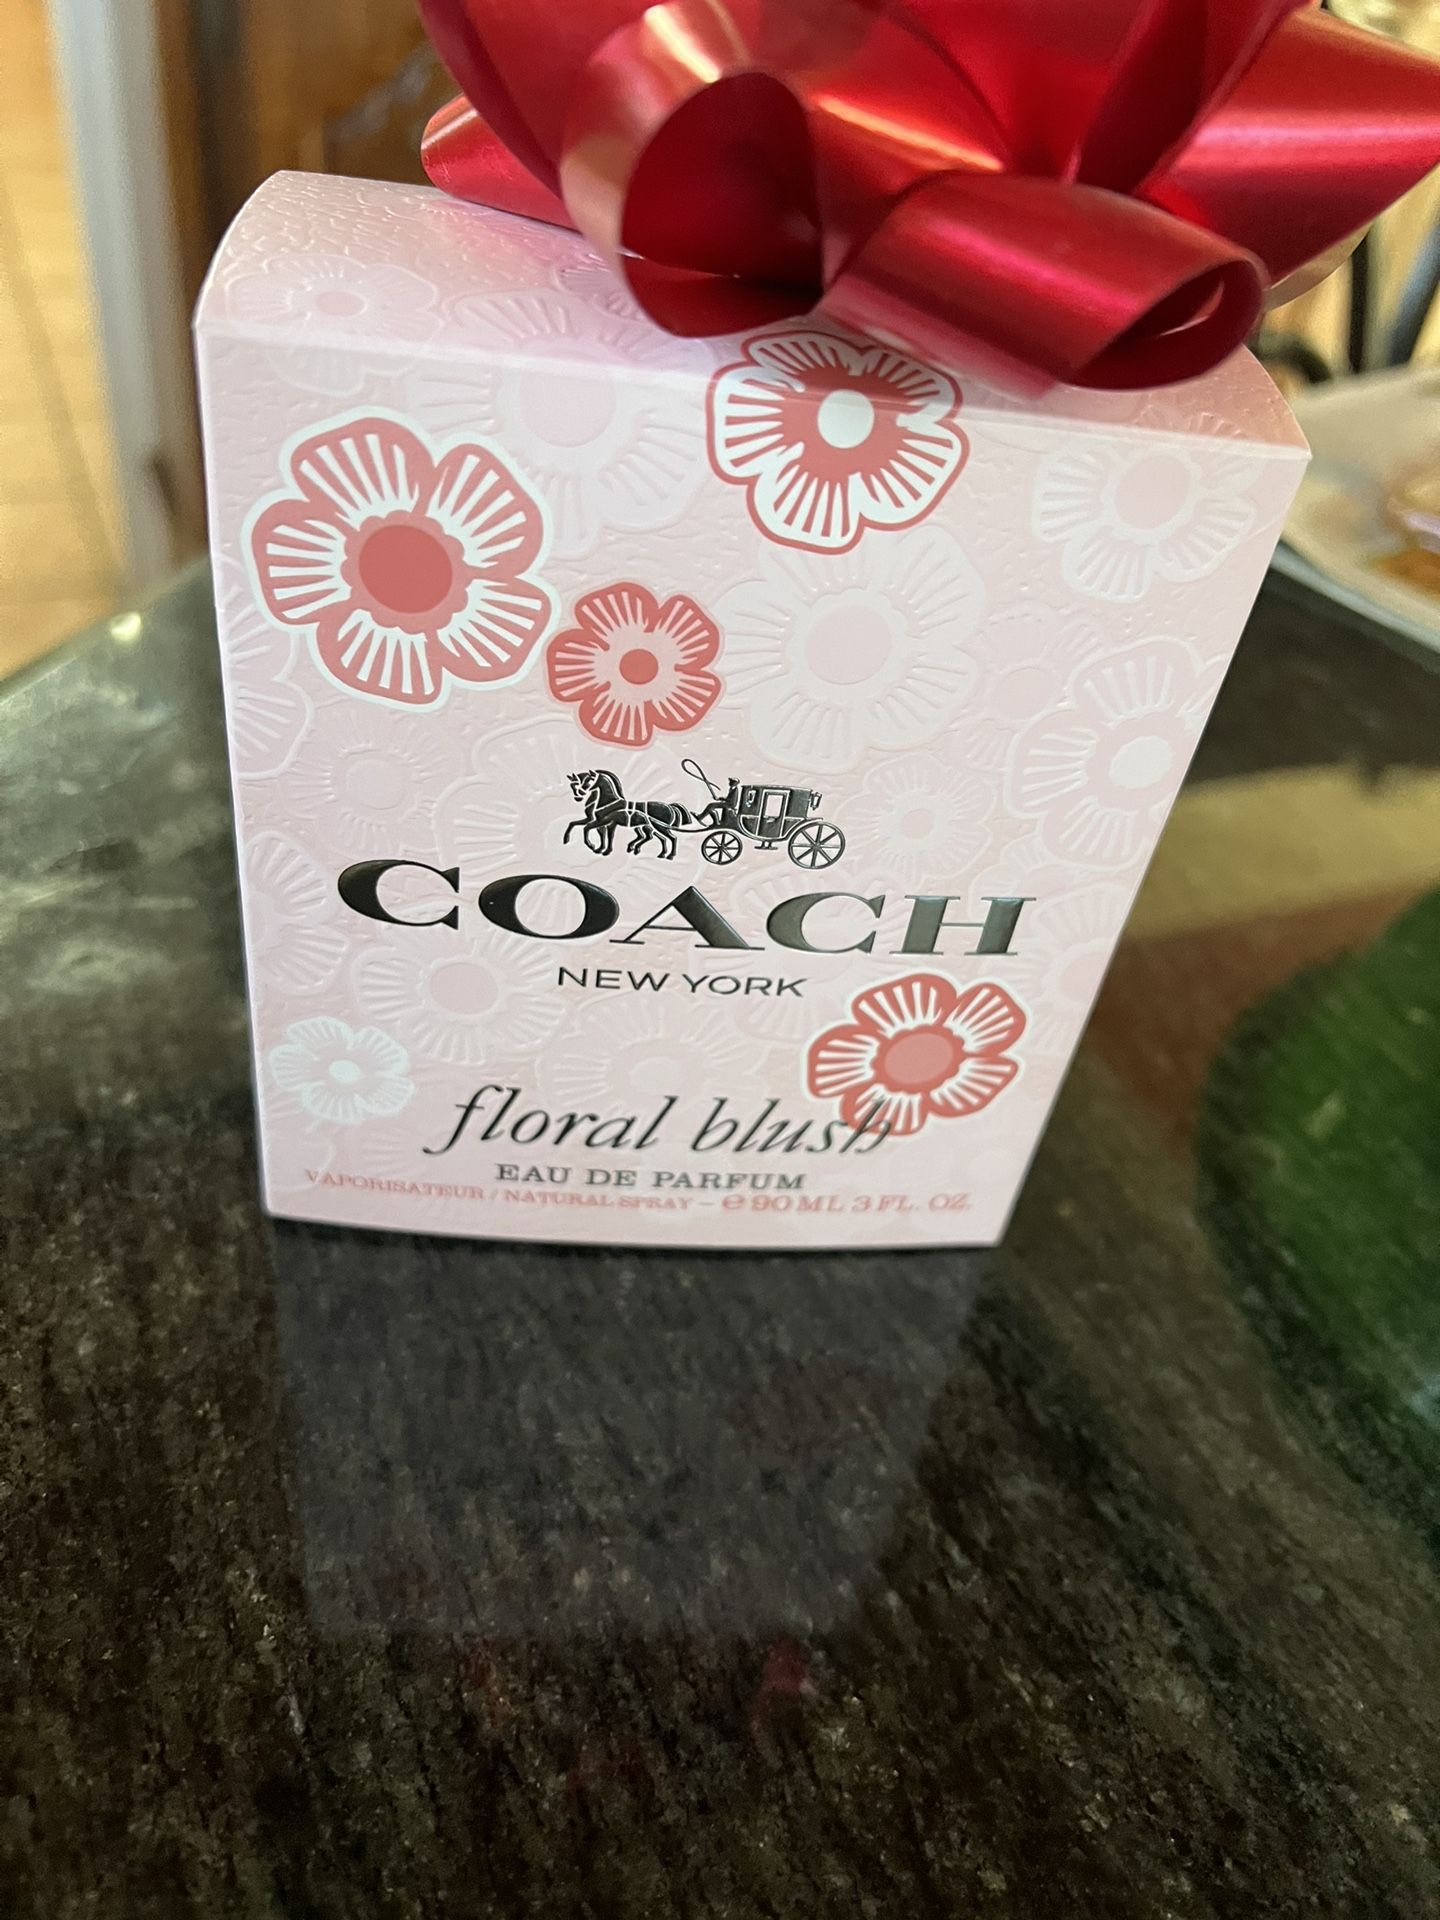 COACH
NEW YORK
floral blush
EAU DE PARFUM
VAPORISATEUR / NATURAL SPRAY – ℮ 90 ML 3 FL. OZ.